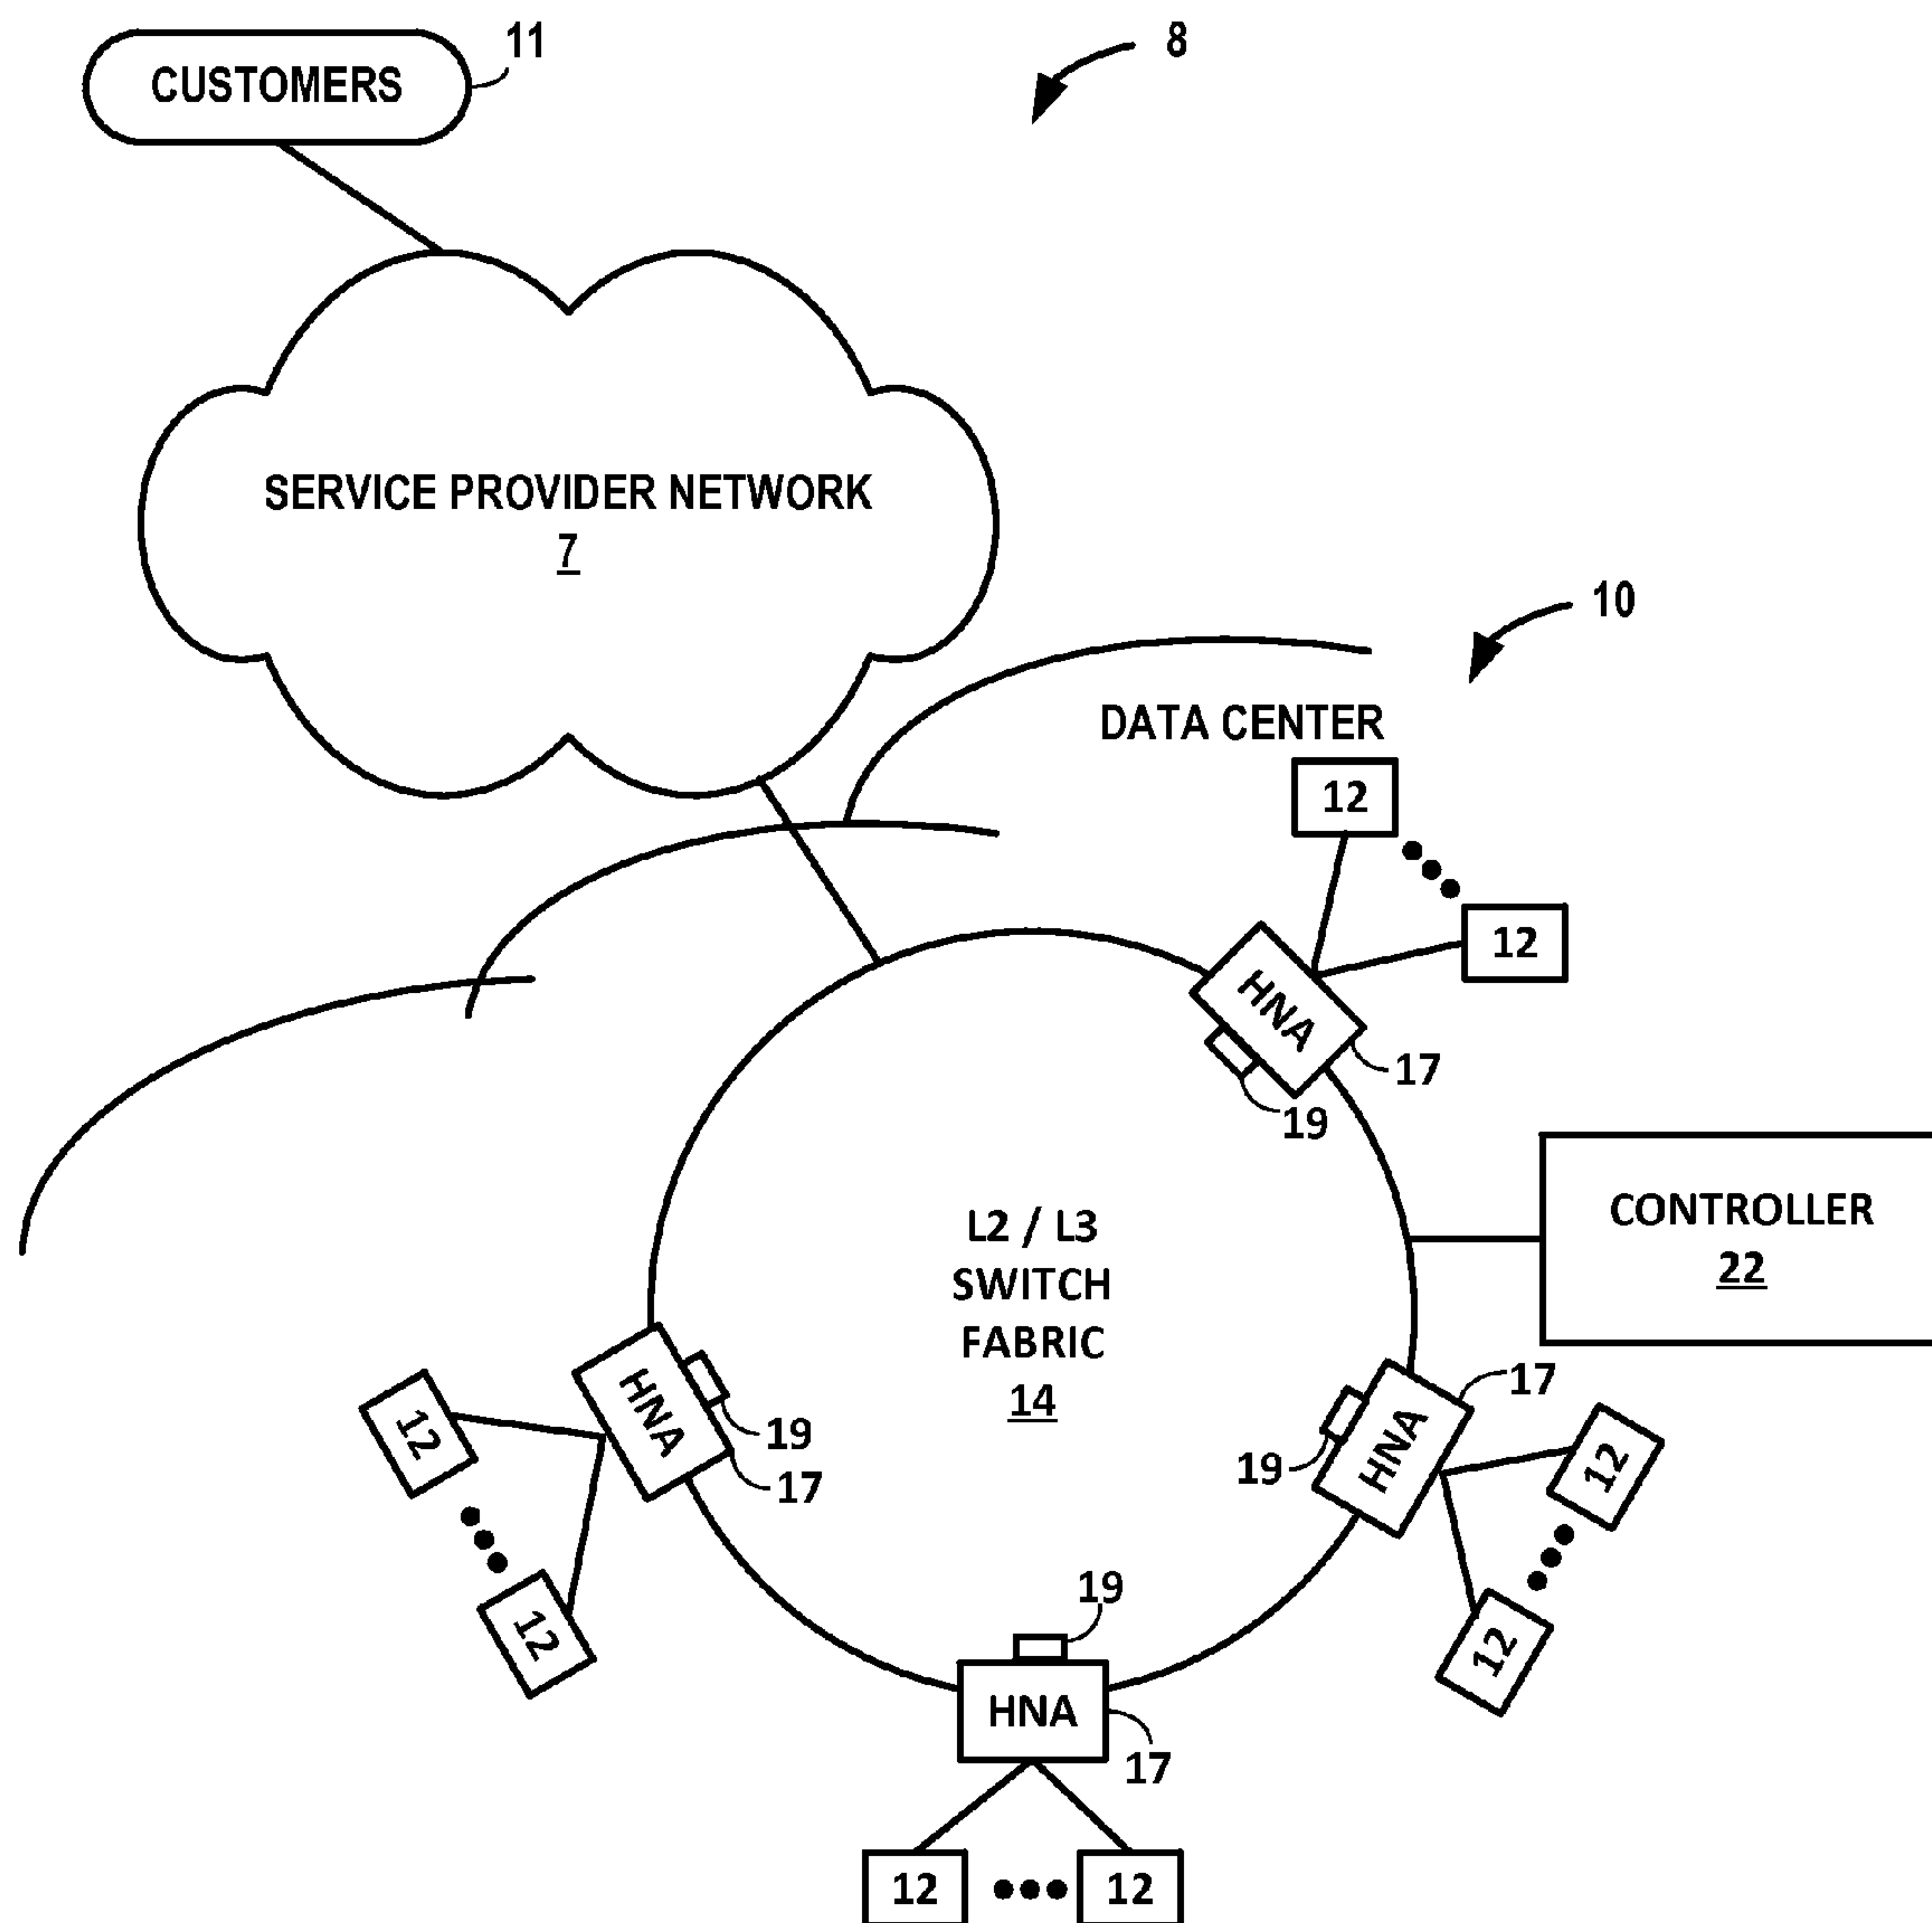 11
8
CUSTOMERS
SERVICE PROVIDER NETWORK
7
10
DATA CENTER
12
12
HNA
17
19
L2 / L3
SWITCH
FABRIC
14
CONTROLLER
22
HNA
19
17
12
12
HNA
17
19
12
12
19
HNA
17
12
12